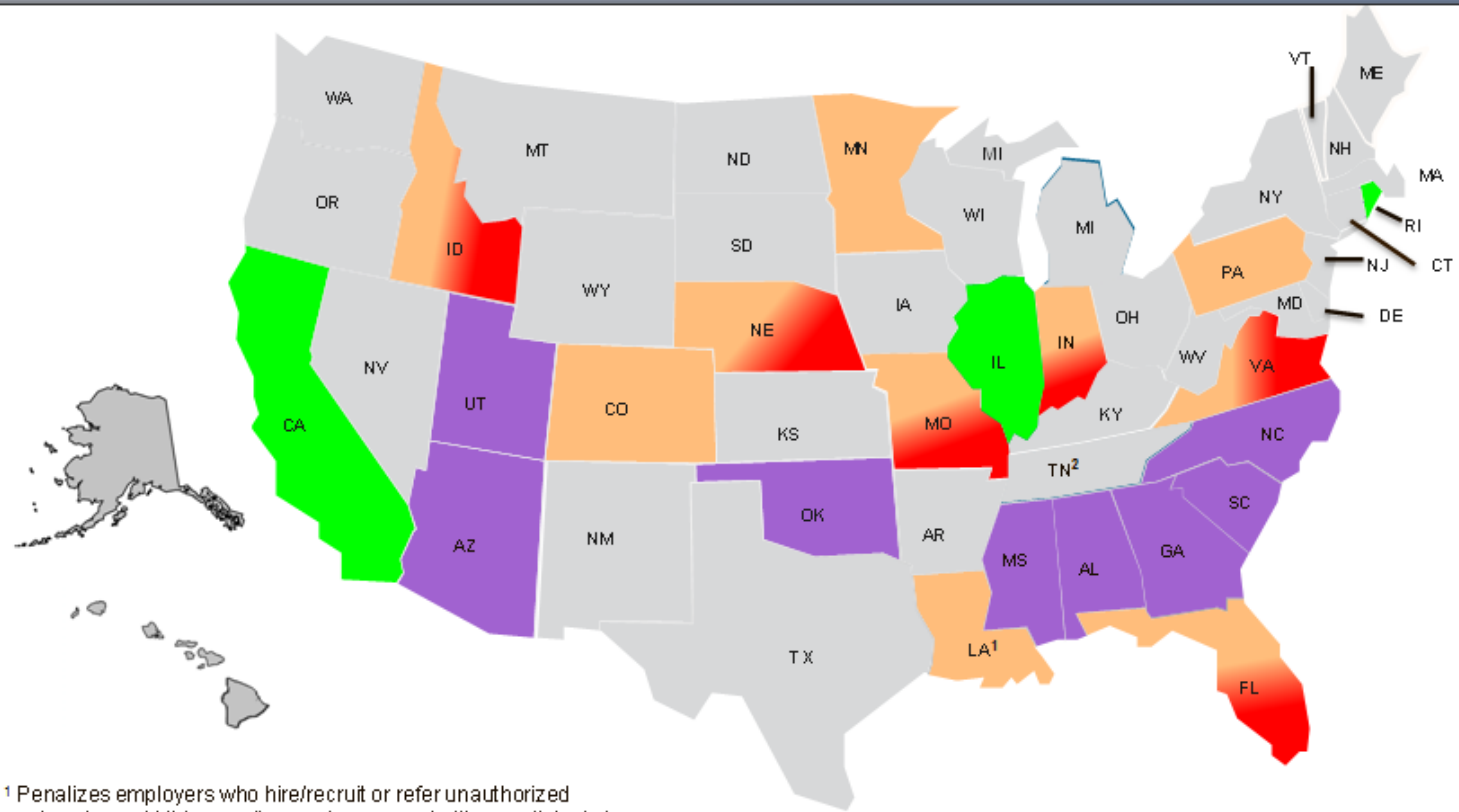 VT
ME
WA
MT
ND
MN
MI
NH
MA
OR
ID
SD
WI
MI
NY
RI
CT
WY
IA
PA
NJ
NE
OH
MD
DE
NV
UT
CO
IL
IN
WV
VA
CA
KS
MO
KY
NC
TN²
AZ
NM
OK
AR
SC
MS
AL
GA
TX
LA¹
FL
¹ Penalizes employers who hire/recruit or refer unauthorized